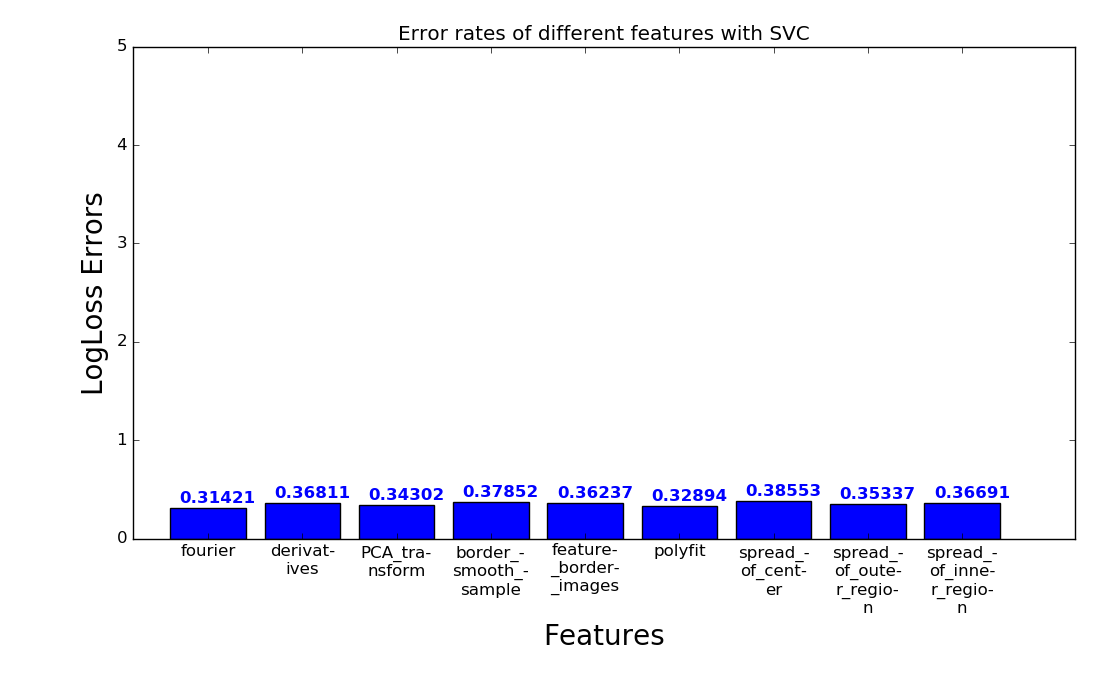 Error rates of different features with SVC
5
4
3
2
1
0
LogLoss Errors
0.31421
0.36811
0.34302
0.37852
0.36237
0.32894
0.38553
0.35337
0.36691
fourier
derivat-
ives
PCA_tra-
nsform
border_-
smooth_-
sample
feature-
_border-
_images
polyfit
spread_-
of_cent-
er
spread_-
of_oute-
r_regio-
n
spread_-
of_inne-
r_regio-
n
Features